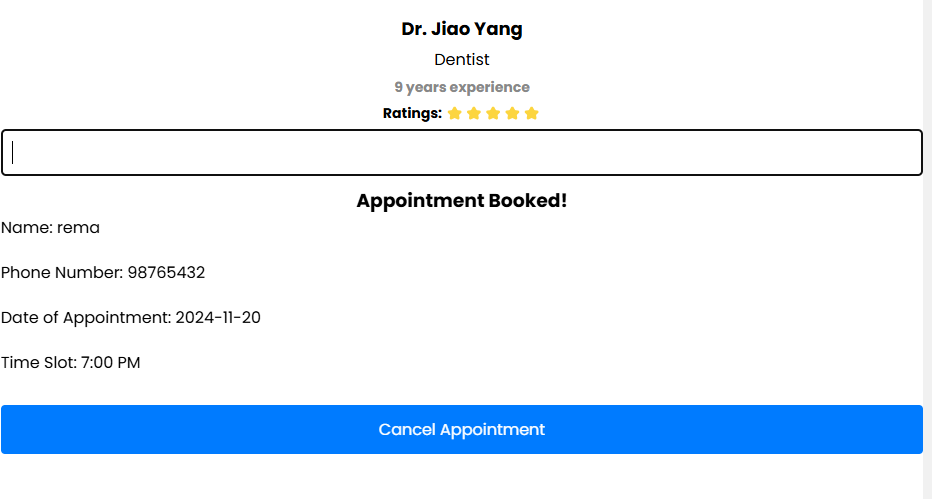 Dr. Jiao Yang
Dentist
9 years experience
Ratings:
Appointment Booked!
Name: rema
Phone Number: 98765432
Date of Appointment: 2024-11-20
Time Slot: 7:00 PM
Cancel Appointment